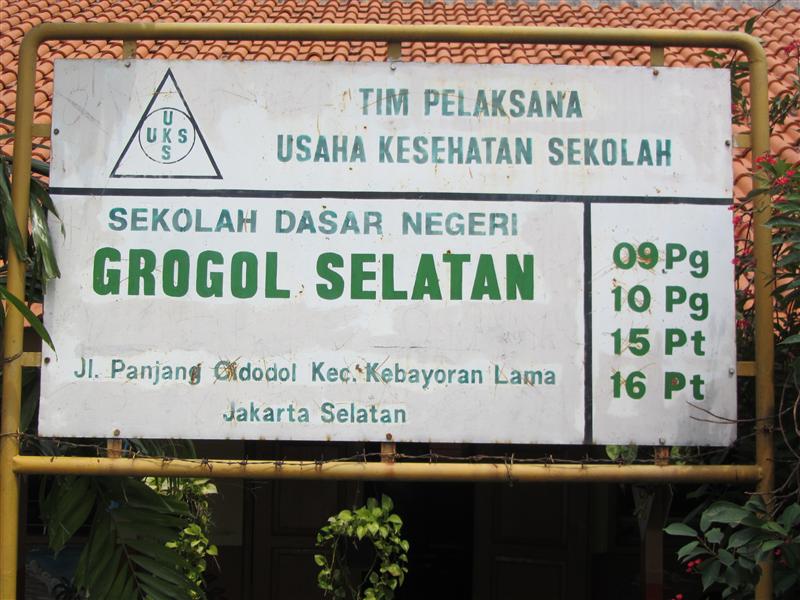 UKS
UKS
TIM PELAKSANA
USAHA KESEHATAN SEKOLAH
SEKOLAH DASAR NEGERI
GROGOL SELATAN
09 Pg
10 Pg
15 Pt
16 Pt
Jl. Panjang Cidodol Kec. Kebayoran Lama
Jakarta Selatan